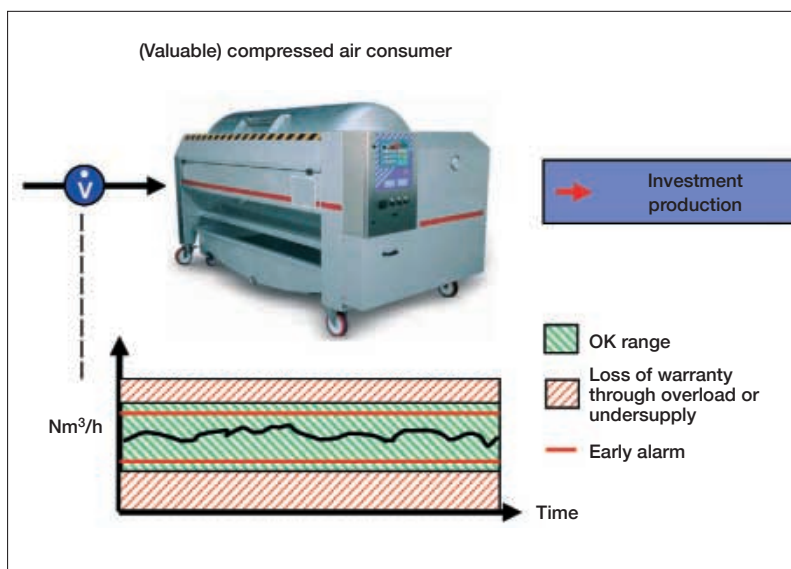 (Valuable) compressed air consumer
V̇
Investment
production
OK range
Loss of warranty
through overload or
undersupply
Early alarm
Nm³/h
Time